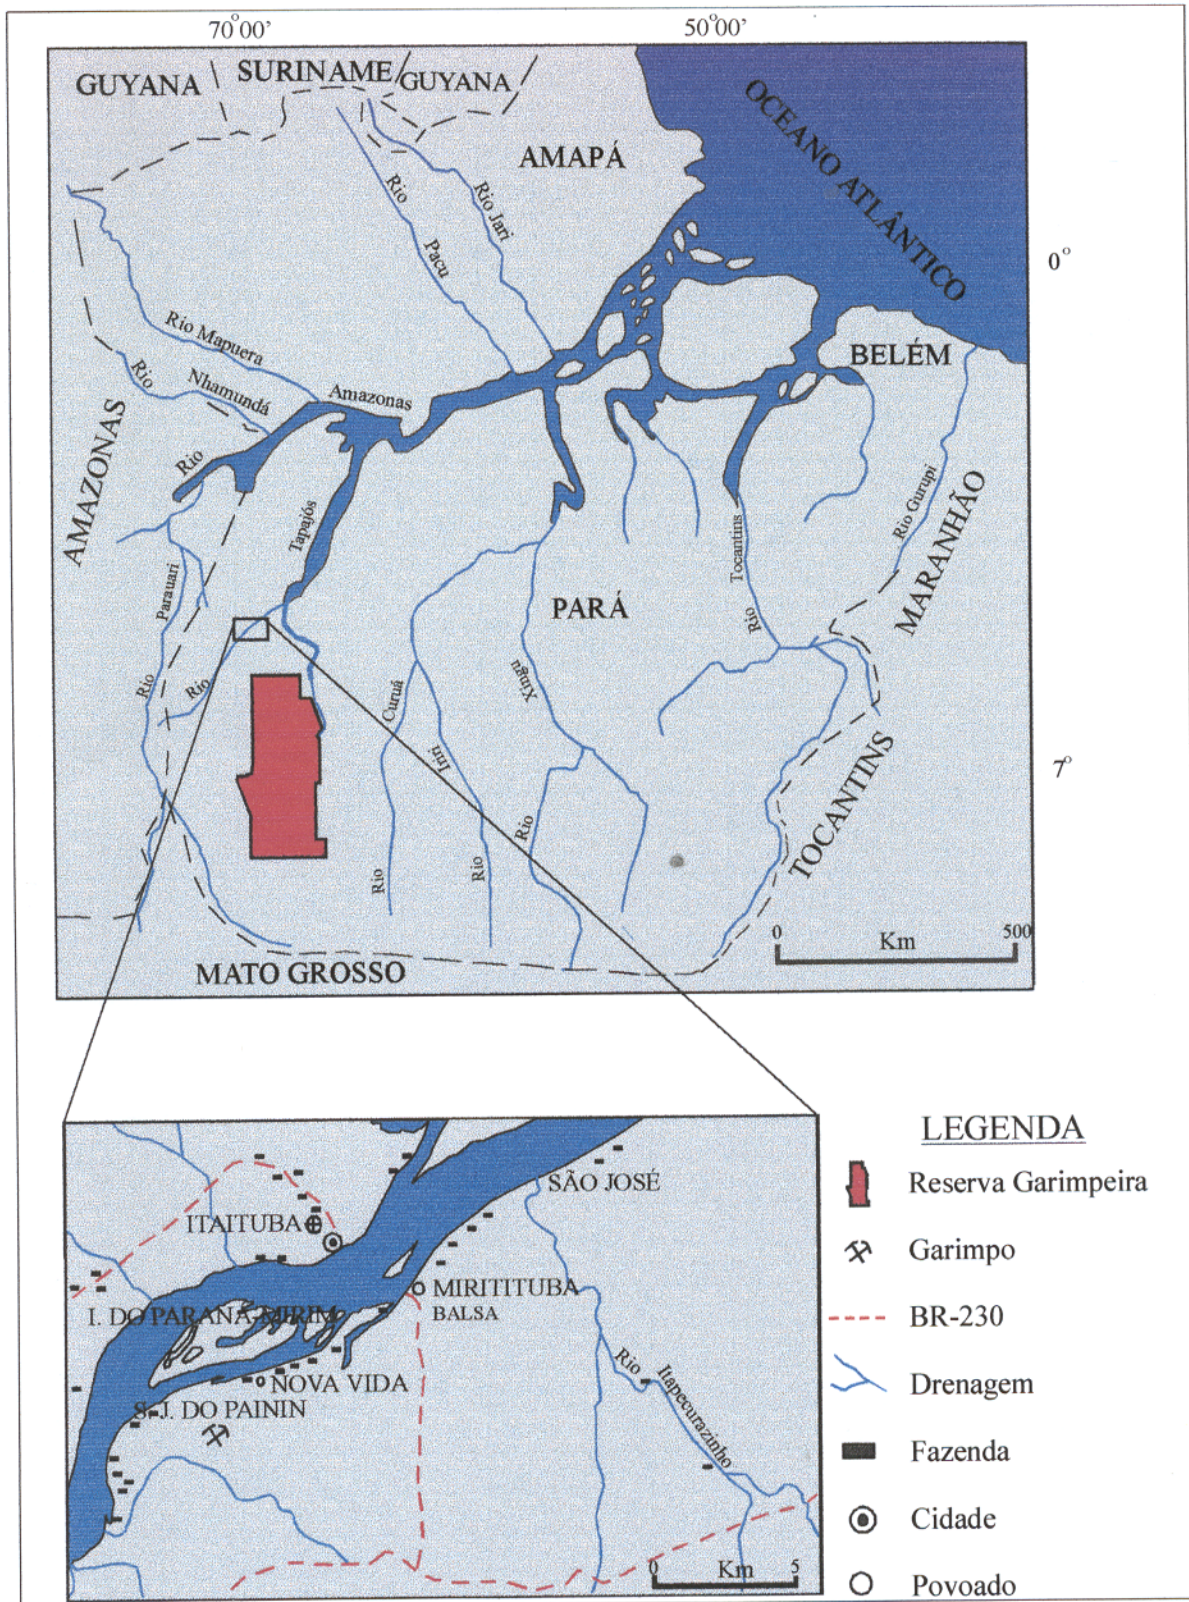 70°00'
50°00'
GUYANA
SURINAME
GUYANA
OCEANO ATLÂNTICO
AMAPÁ
Rio
Pacu
Rio Jari
0°
Rio Mapuera
Rio
Nhamundá
Amazonas
Rio
BELÉM
AMAZONAS
Tapajós
Rio Gurupi
MARANHÃO
Parauari
Rio
Rio
PARÁ
Tocantins
Rio
Curuá
Rio
Iriri
Rio
Xingu
Rio
7°
TOCANTINS
MATO GROSSO
0 Km 500
SÃO JOSÉ
ITAITUBA
MIRITITUBA
BALSA
I. DO PARANÁ-MIRIM
NOVA VIDA
S. J. DO PAININ
Rio Itapecurazinho
0 Km 5
LEGENDA
Reserva Garimpeira
Garimpo
BR-230
Drenagem
Fazenda
Cidade
Povoado